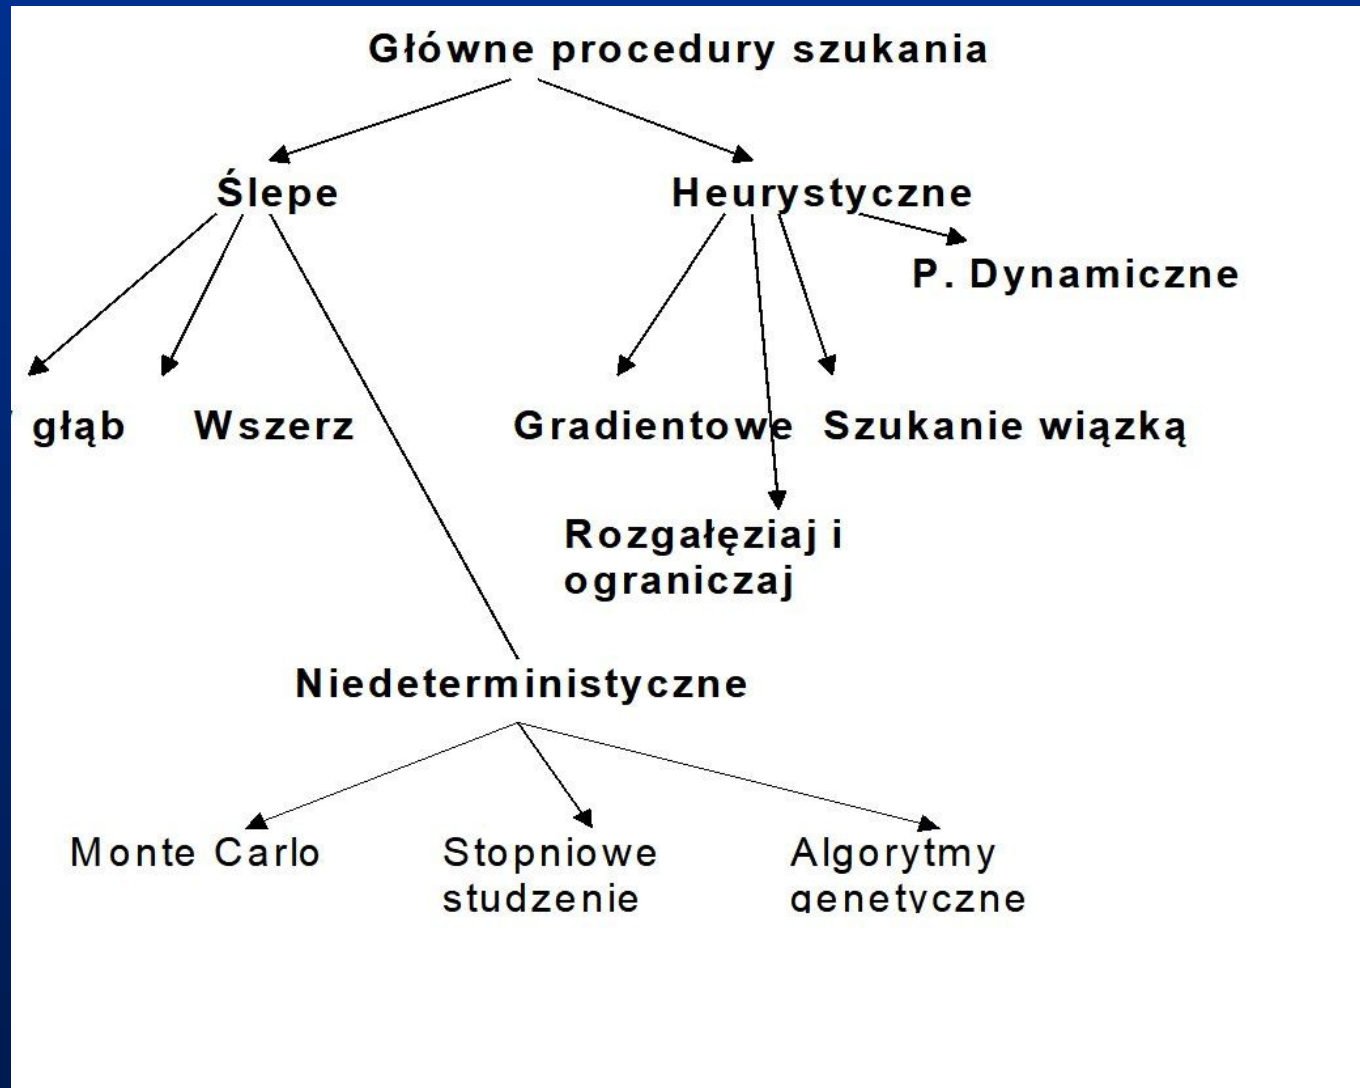 Główne procedury szukania
Ślepe
Heurystyczne
P. Dynamiczne
głąb
Wszerz
Gradientowe
Szukanie wiązką
Rozgałęziaj i
ograniczaj
Niedeterministyczne
Monte Carlo
Stopniowe
studzenie
Algorytmy
genetyczne